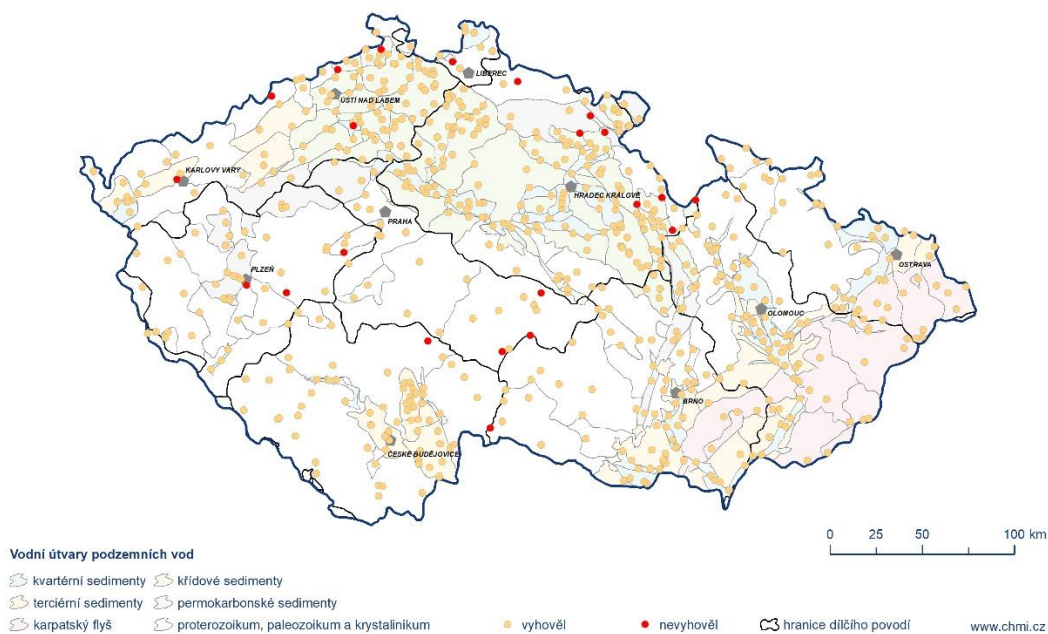 LIBEREC
ÚSTÍ NAD LABEM
KARLOVY VARY
HRADEC KRÁLOVÉ
PRAHA
PLZEŇ
OSTRAVA
OLOMOUC
BRNO
ČESKÉ BUDĚJOVICE
0 25 50 100 km
Vodní útvary podzemních vod
kvartérní sedimenty křídové sedimenty
terciérní sedimenty permokarbonské sedimenty
karpatský flyš proterozoikum, paleozoikum a krystalinikum vyhověl nevyhověl hranice dílčího povodí www.chmi.cz